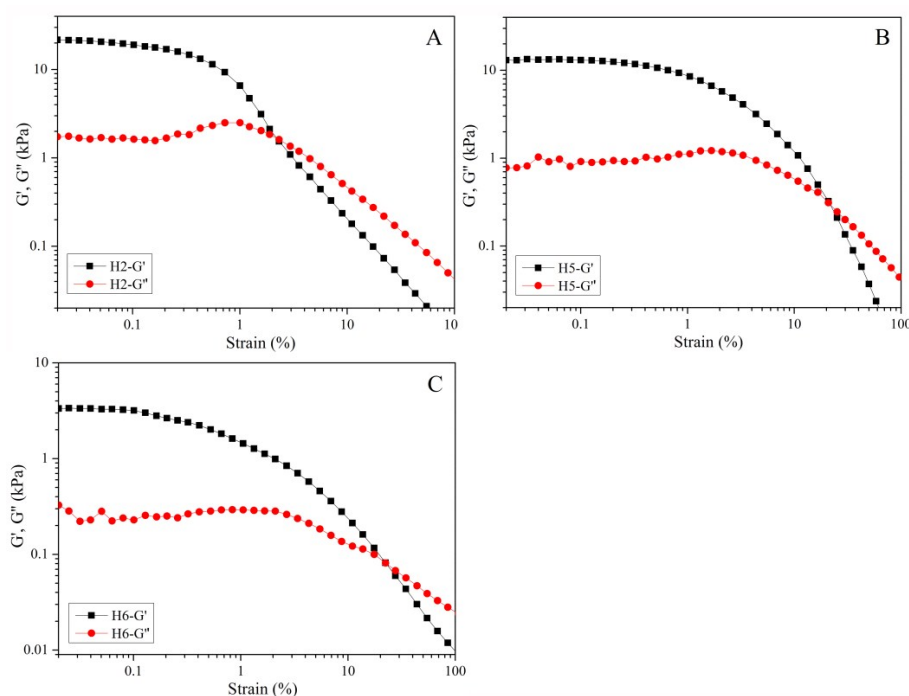 A
G', G" (kPa)
10
1
0.1
H2-G'
H2-G"
0.1
1
10
10
Strain (%)
B
G', G" (kPa)
10
1
0.1
H5-G'
H5-G"
0.1
1
10
100
Strain (%)
C
G', G" (kPa)
10
1
0.1
0.01
H6-G'
H6-G"
0.1
1
10
100
Strain (%)